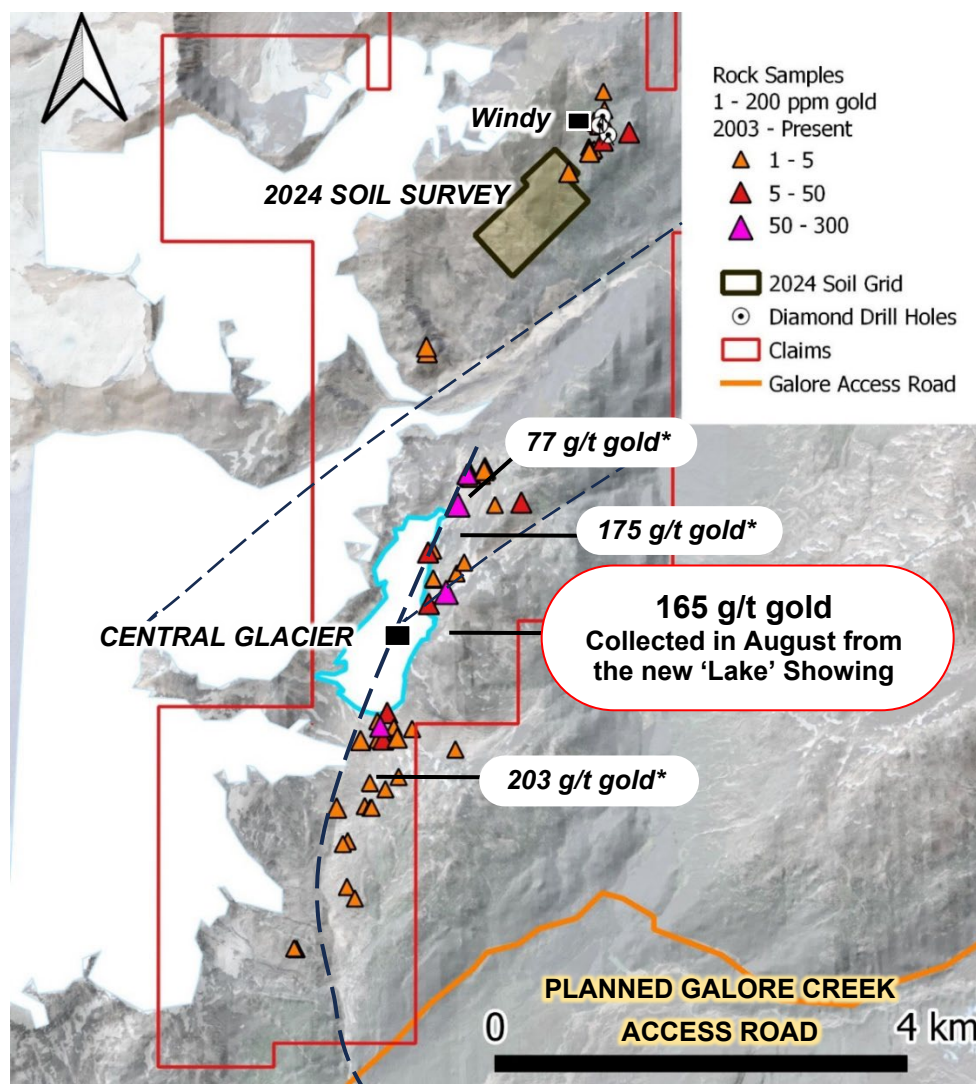 Windy
2024 SOIL SURVEY
Rock Samples
1 - 200 ppm gold
2003 - Present
1 - 5
5 - 50
50 - 300
2024 Soil Grid
Diamond Drill Holes
Claims
Galore Access Road
77 g/t gold*
175 g/t gold*
165 g/t gold
Collected in August from
the new ‘Lake’ Showing
CENTRAL GLACIER
203 g/t gold*
PLANNED GALORE CREEK
ACCESS ROAD
0 4 km